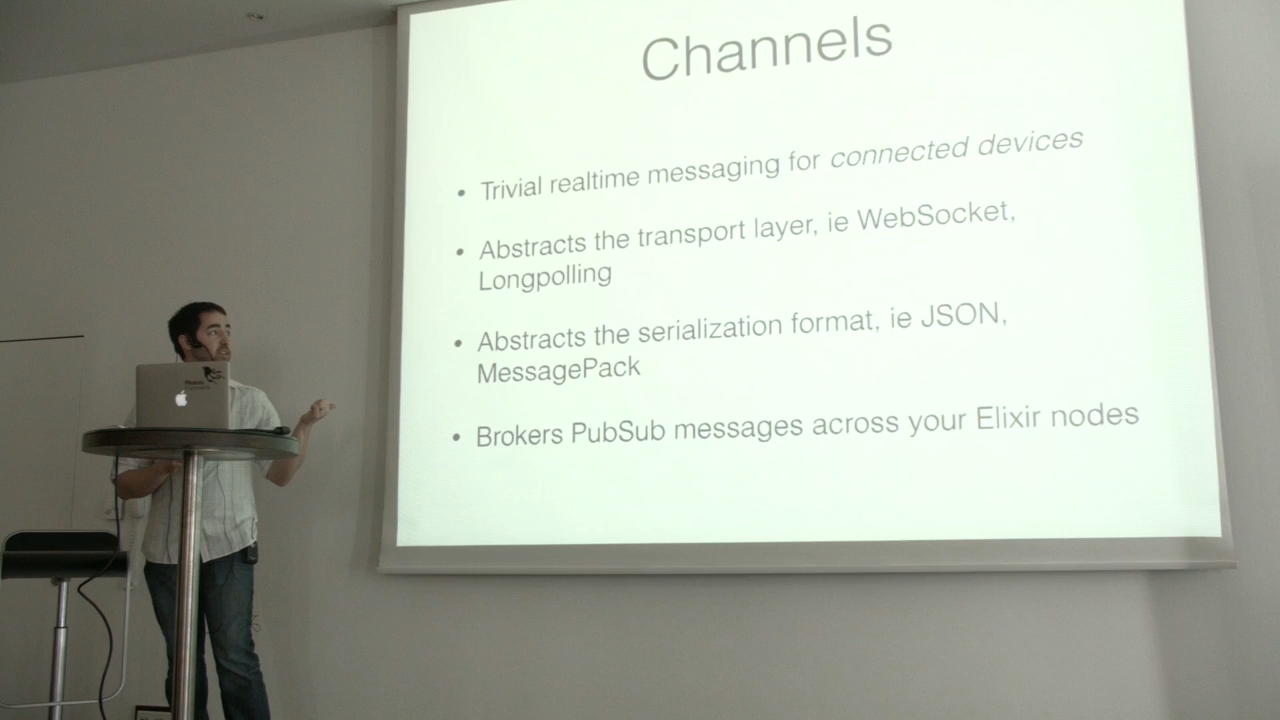 Channels
• Trivial realtime messaging for connected devices
• Abstracts the transport layer, ie WebSocket,
Longpolling
• Abstracts the serialization format, ie JSON,
MessagePack
• Brokers PubSub messages across your Elixir nodes